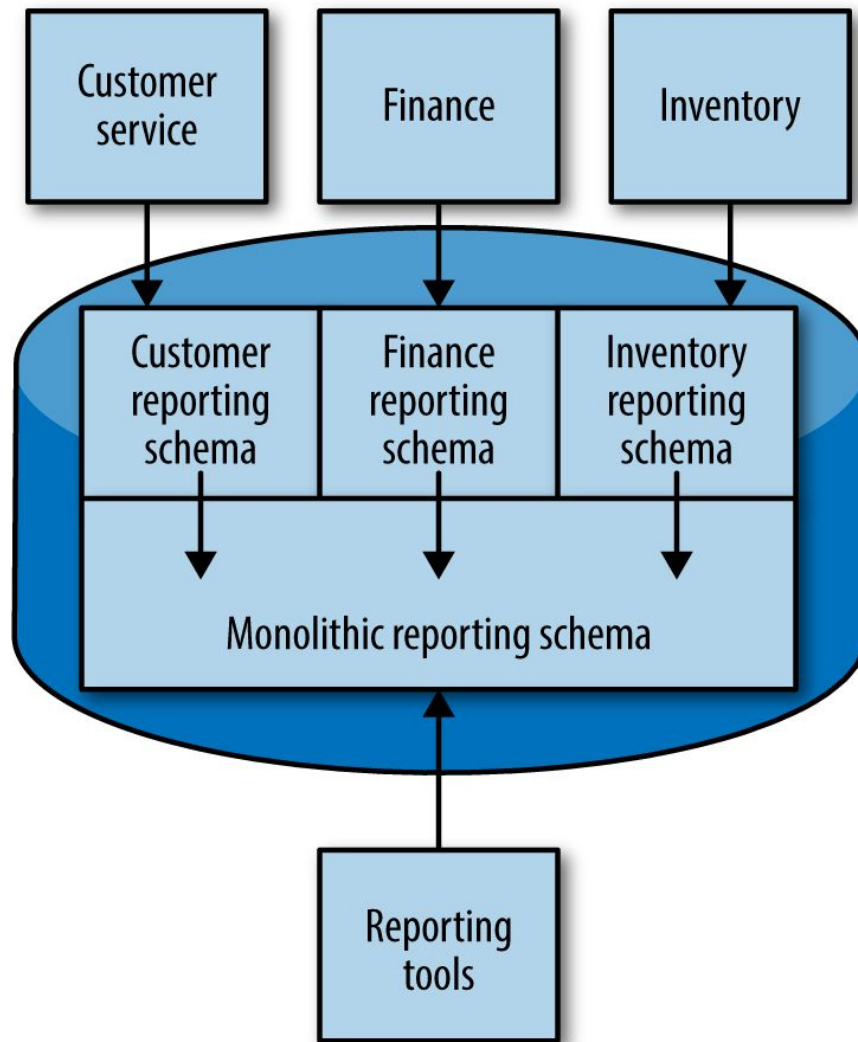 Customer
service
Finance
Inventory
Customer
reporting
schema
Finance
reporting
schema
Inventory
reporting
schema
Monolithic reporting schema
Reporting
tools